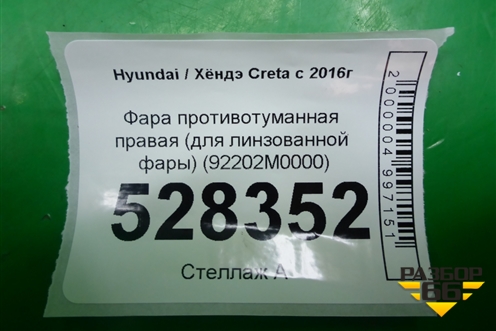 Hyundai / Хёндэ Creta с 2016г
Фара противотуманная
правая (для линзованной
фары) (92202M0000)
528352
Стеллаж А
2000004997151
РАЗБОР
66